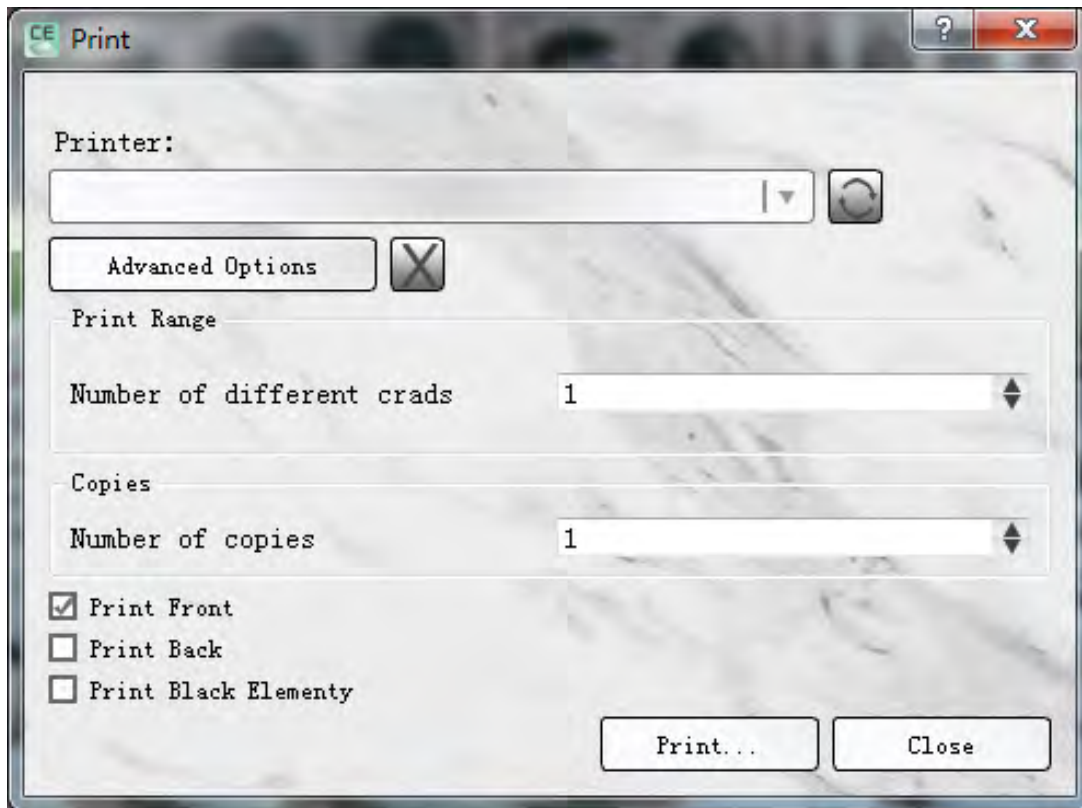 CE Print
?
X
Printer:
Advanced Options X
Print Range
Number of different crads 1
Copies
Number of copies 1
Print Front
Print Back
Print Black Elementy
Print... Close